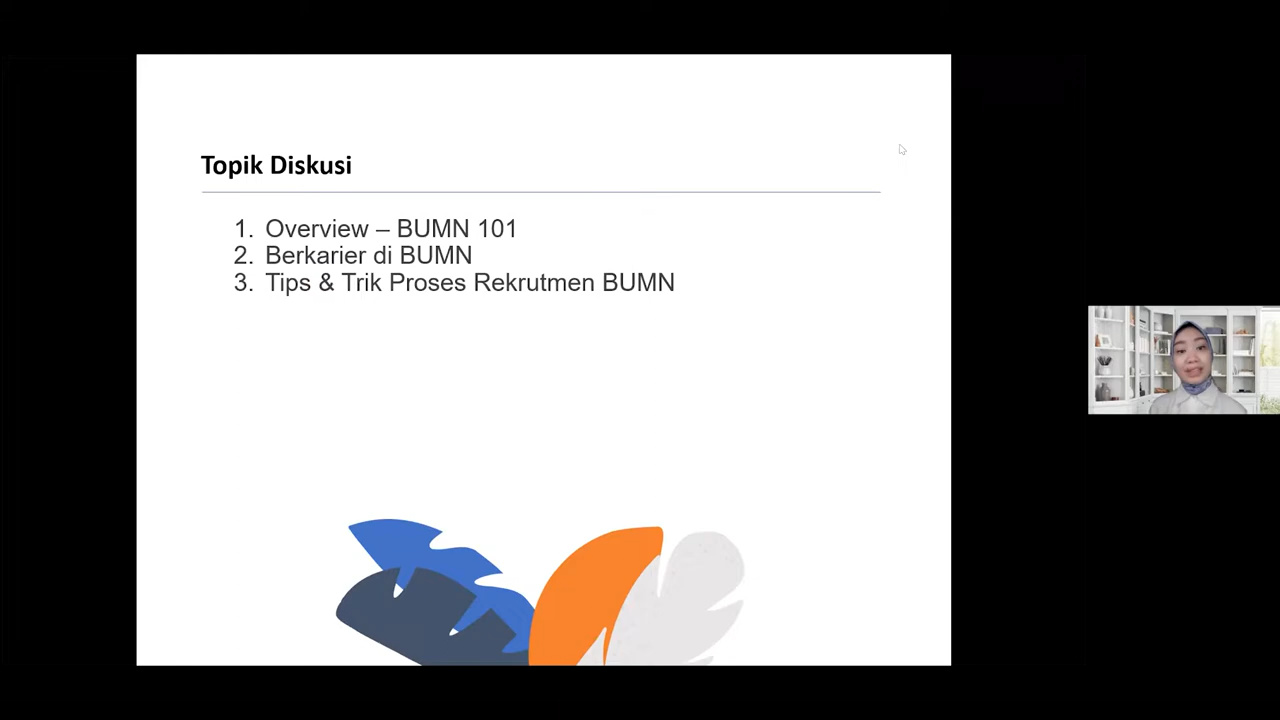 Topik Diskusi
1. Overview – BUMN 101
2. Berkarier di BUMN
3. Tips & Trik Proses Rekrutmen BUMN